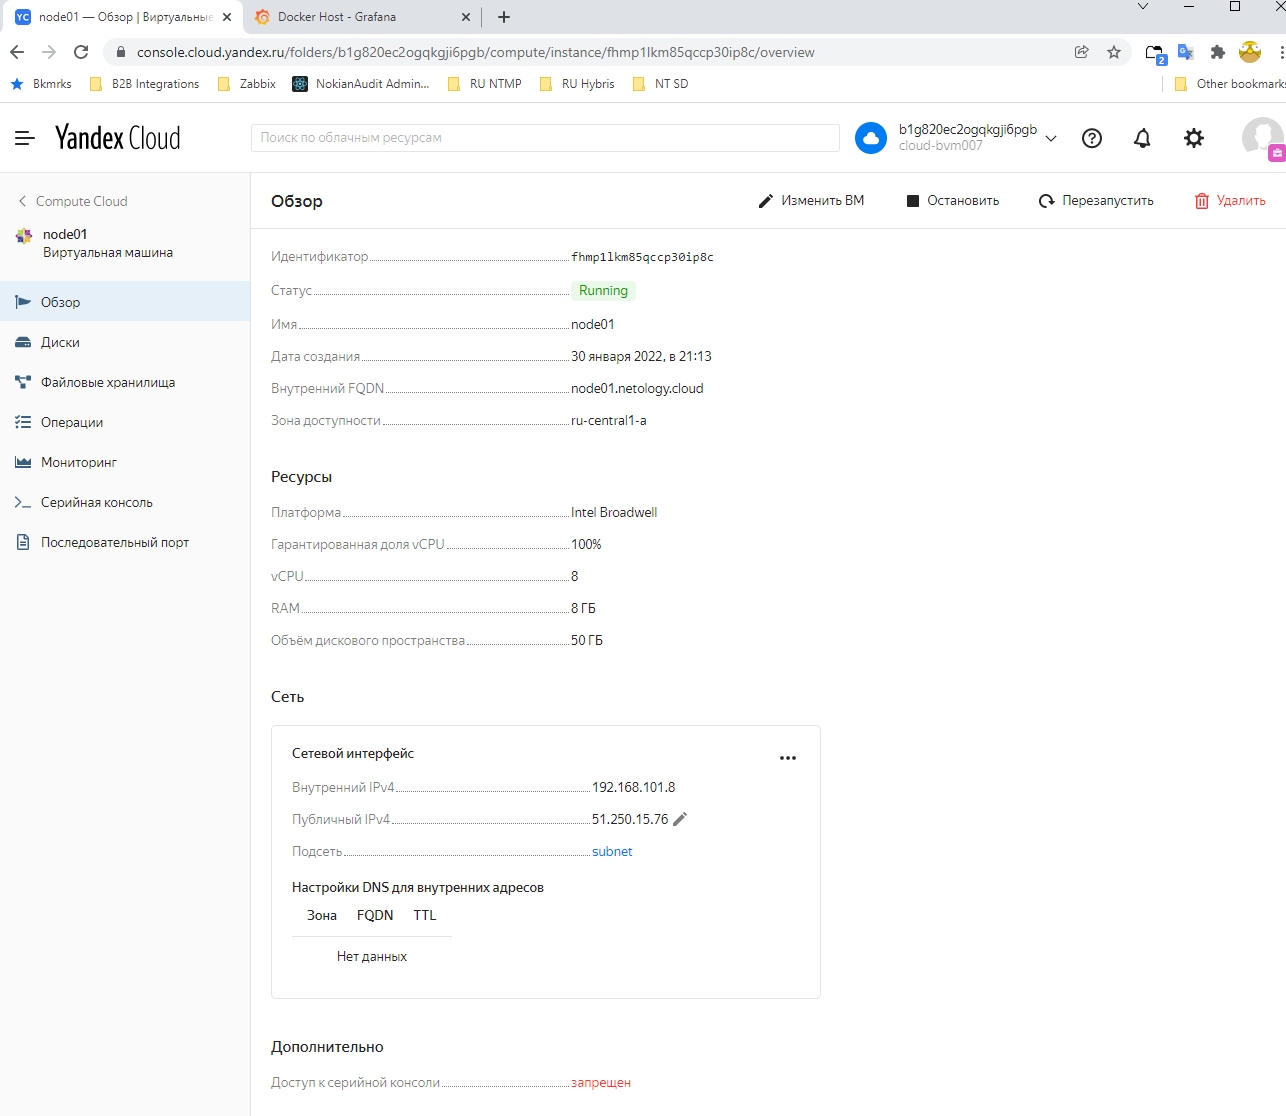 node01 — Обзор | Виртуальные
Docker Host - Grafana
console.cloud.yandex.ru/folders/b1g820ec2ogqkgji6pgb/compute/instance/fhmp1lkm85qccp30ip8c/overview
2
Bkmrks
B2B Integrations
Zabbix
NokianAudit Admin...
RU NTMP
RU Hybris
NT SD
Other bookmarks
Yandex Cloud
Поиск по облачным ресурсам
b1g820ec2ogqkgji6pgb
cloud-bvm007
Compute Cloud
node01
Виртуальная машина
Обзор
Диски
Файловые хранилища
Операции
Мониторинг
Серийная консоль
Последовательный порт
Обзор
Изменить ВМ
Остановить
Перезапустить
Удалить
Идентификатор fhmp1lkm85qccp30ip8c
Статус Running
Имя node01
Дата создания 30 января 2022, в 21:13
Внутренний FQDN node01.netology.cloud
Зона доступности ru-central1-a
Ресурсы
Платформа Intel Broadwell
Гарантированная доля vCPU 100%
vCPU 8
RAM 8 ГБ
Объём дискового пространства 50 ГБ
Сеть
Сетевой интерфейс
Внутренний IPv4 192.168.101.8
Публичный IPv4 51.250.15.76
Подсеть subnet
Настройки DNS для внутренних адресов
Зона FQDN TTL
Нет данных
Дополнительно
Доступ к серийной консоли запрещен